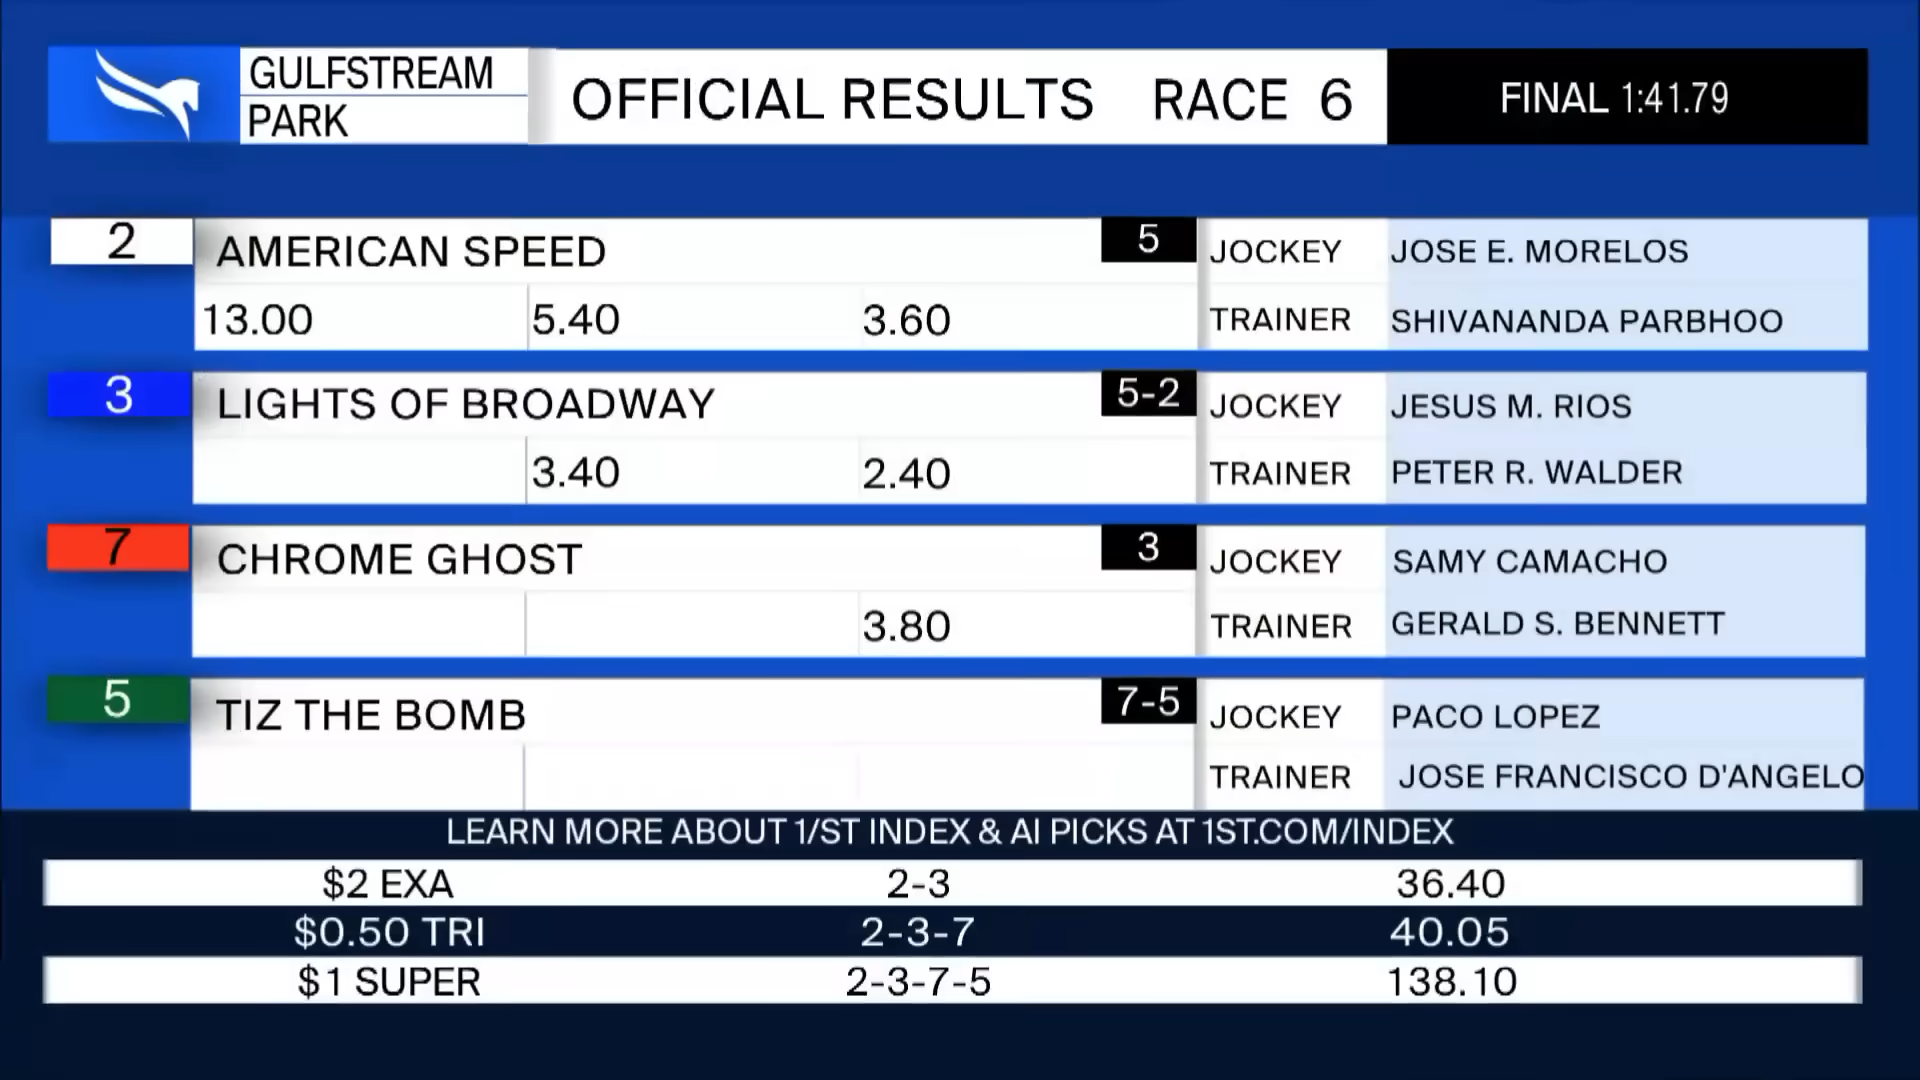 GULFSTREAM
PARK
OFFICIAL RESULTS RACE 6
FINAL 1:41.79
2 AMERICAN SPEED 5 JOCKEY JOSE E. MORELOS
13.00 5.40 3.60 TRAINER SHIVANANDA PARBHOO
3 LIGHTS OF BROADWAY 5-2 JOCKEY JESUS M. RIOS
3.40 2.40 TRAINER PETER R. WALDER
7 CHROME GHOST 3 JOCKEY SAMY CAMACHO
3.80 TRAINER GERALD S. BENNETT
5 TIZ THE BOMB 7-5 JOCKEY PACO LOPEZ
TRAINER JOSE FRANCISCO D'ANGELO
LEARN MORE ABOUT 1/ST INDEX & AI PICKS AT 1ST.COM/INDEX
$2 EXA 2-3 36.40
$0.50 TRI 2-3-7 40.05
$1 SUPER 2-3-7-5 138.10